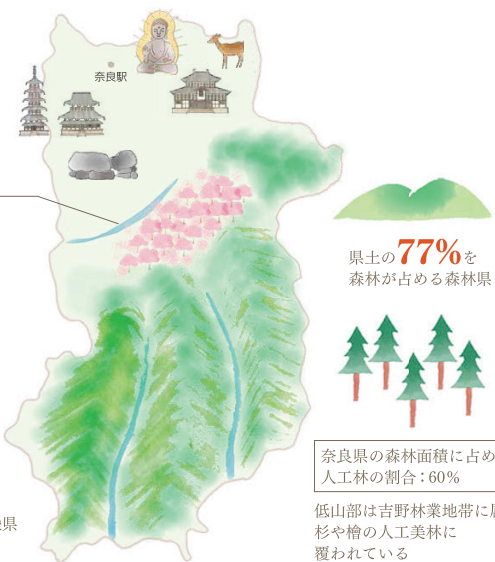 奈良駅
県土の77%を
森林が占める森林県
奈良県の森林面積に占め
人工林の割合：60%
低山部は吉野林業地帯に
杉や檜の人工美林に
覆われている
県